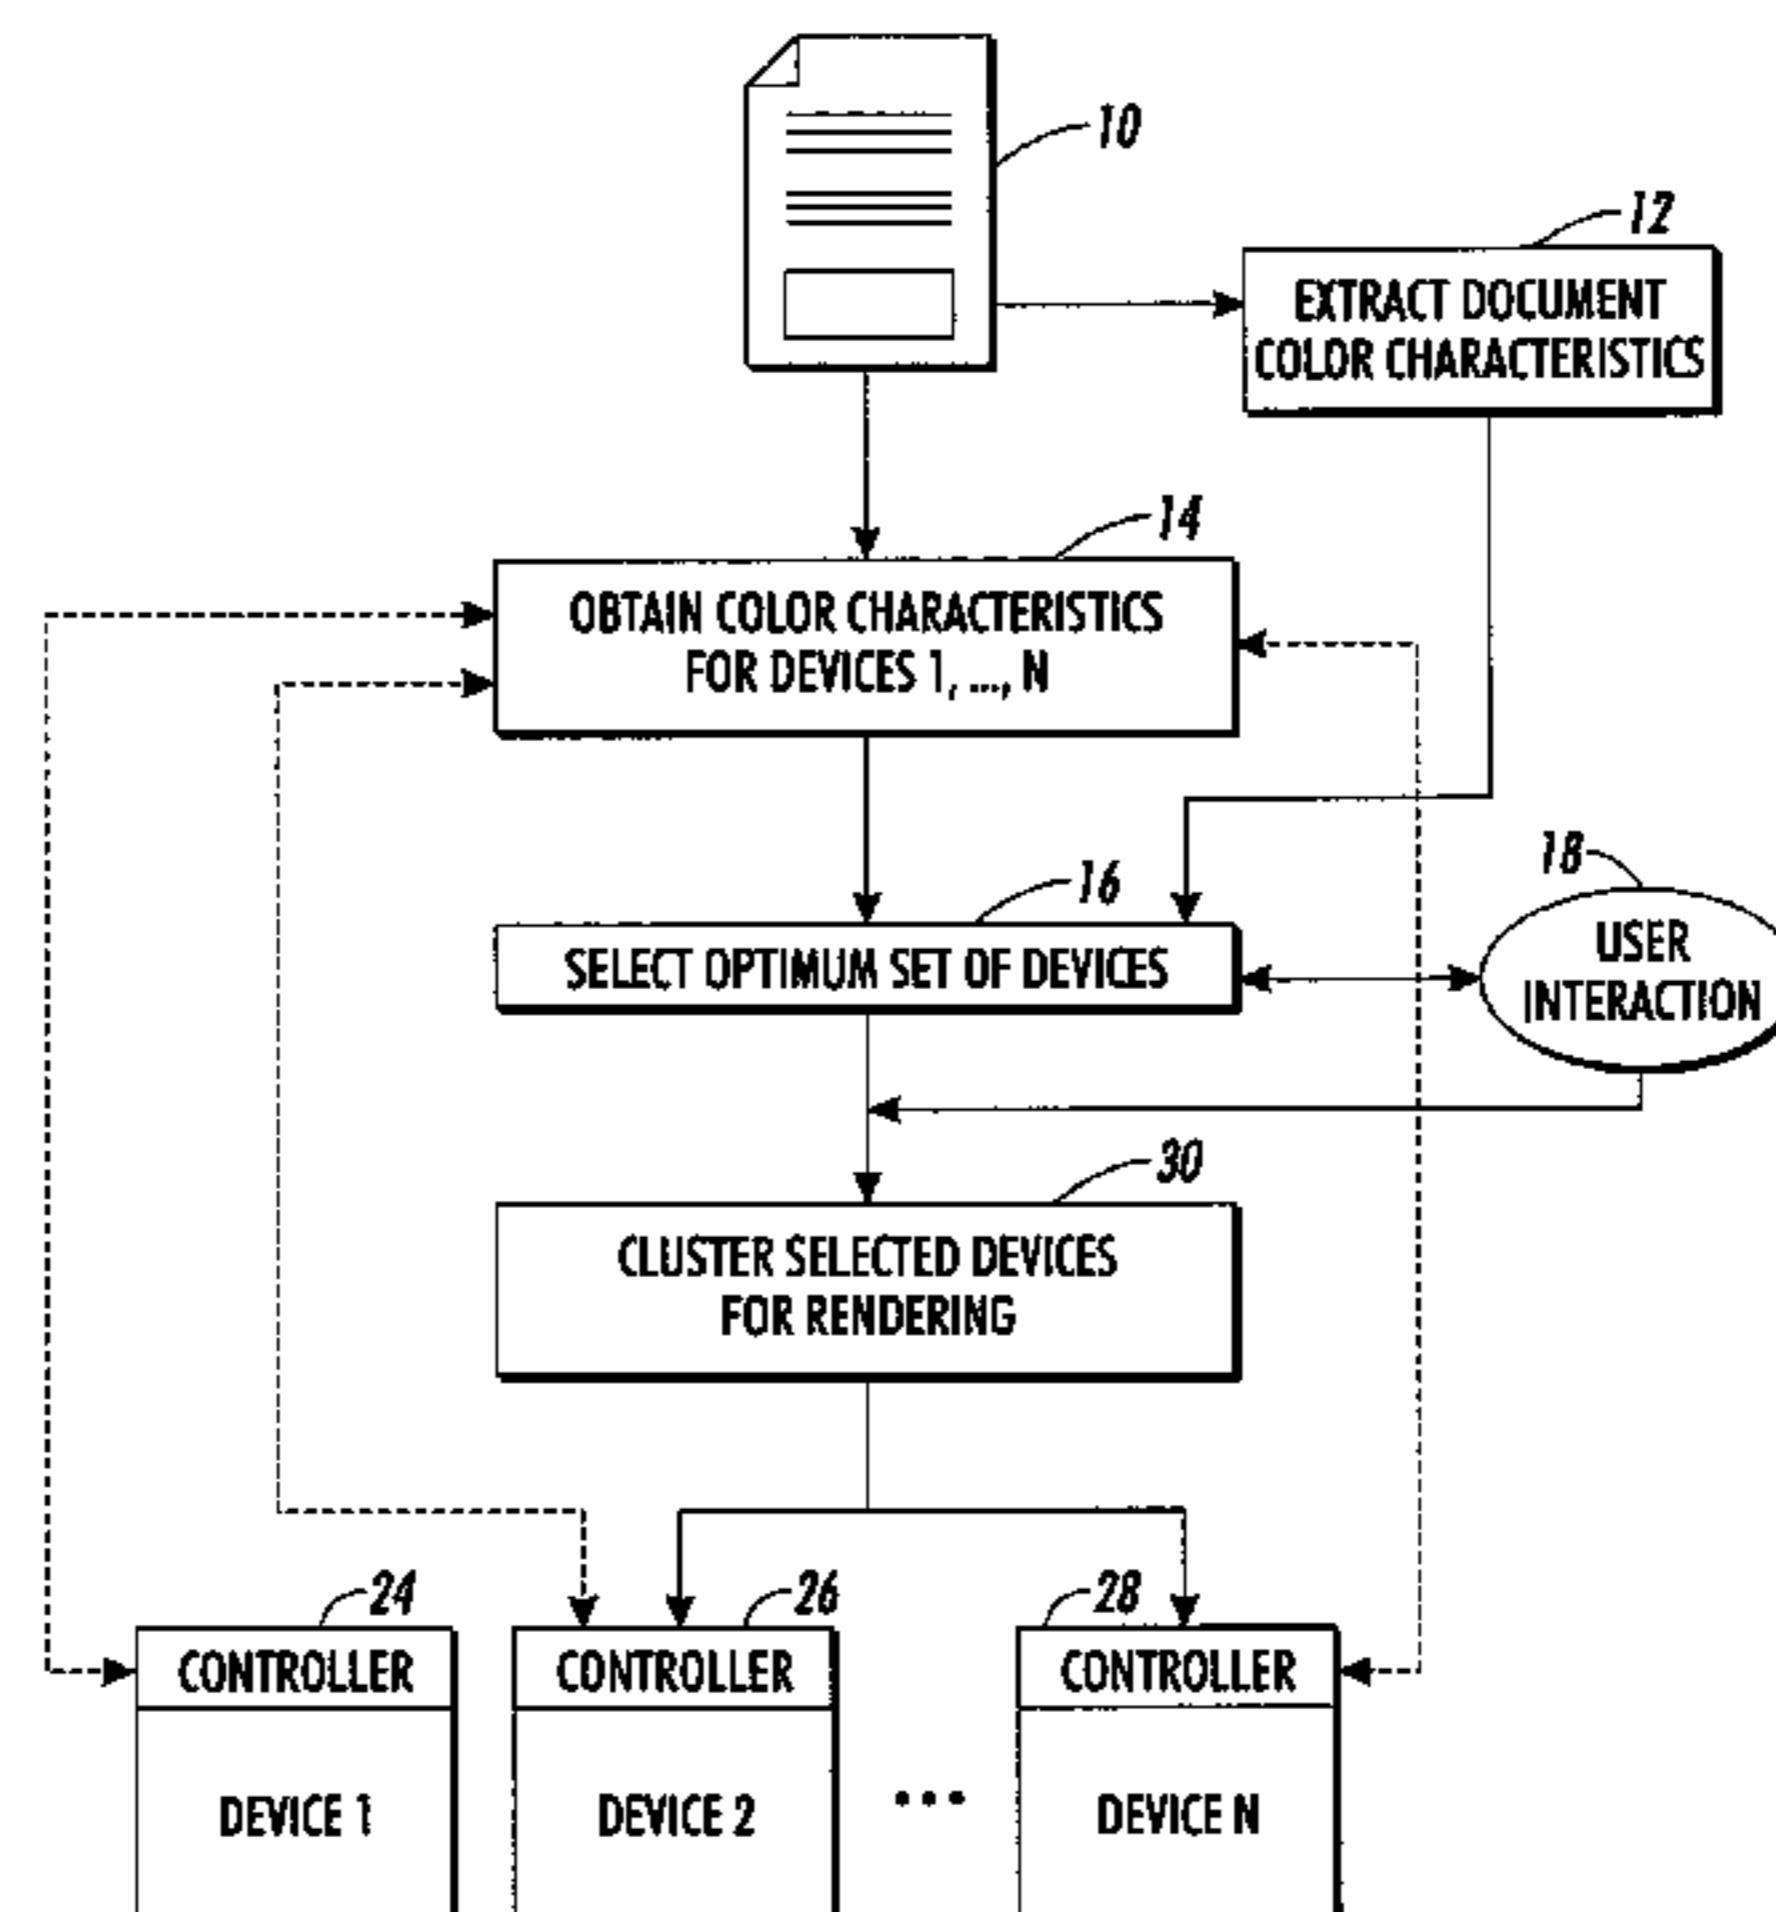 10
12
EXTRACT DOCUMENT
COLOR CHARACTERISTICS
14
OBTAIN COLOR CHARACTERISTICS
FOR DEVICES 1, ..., N
16
SELECT OPTIMUM SET OF DEVICES
18
USER
INTERACTION
30
CLUSTER SELECTED DEVICES
FOR RENDERING
24
26
28
CONTROLLER
CONTROLLER
CONTROLLER
DEVICE 1
DEVICE 2
...
DEVICE N